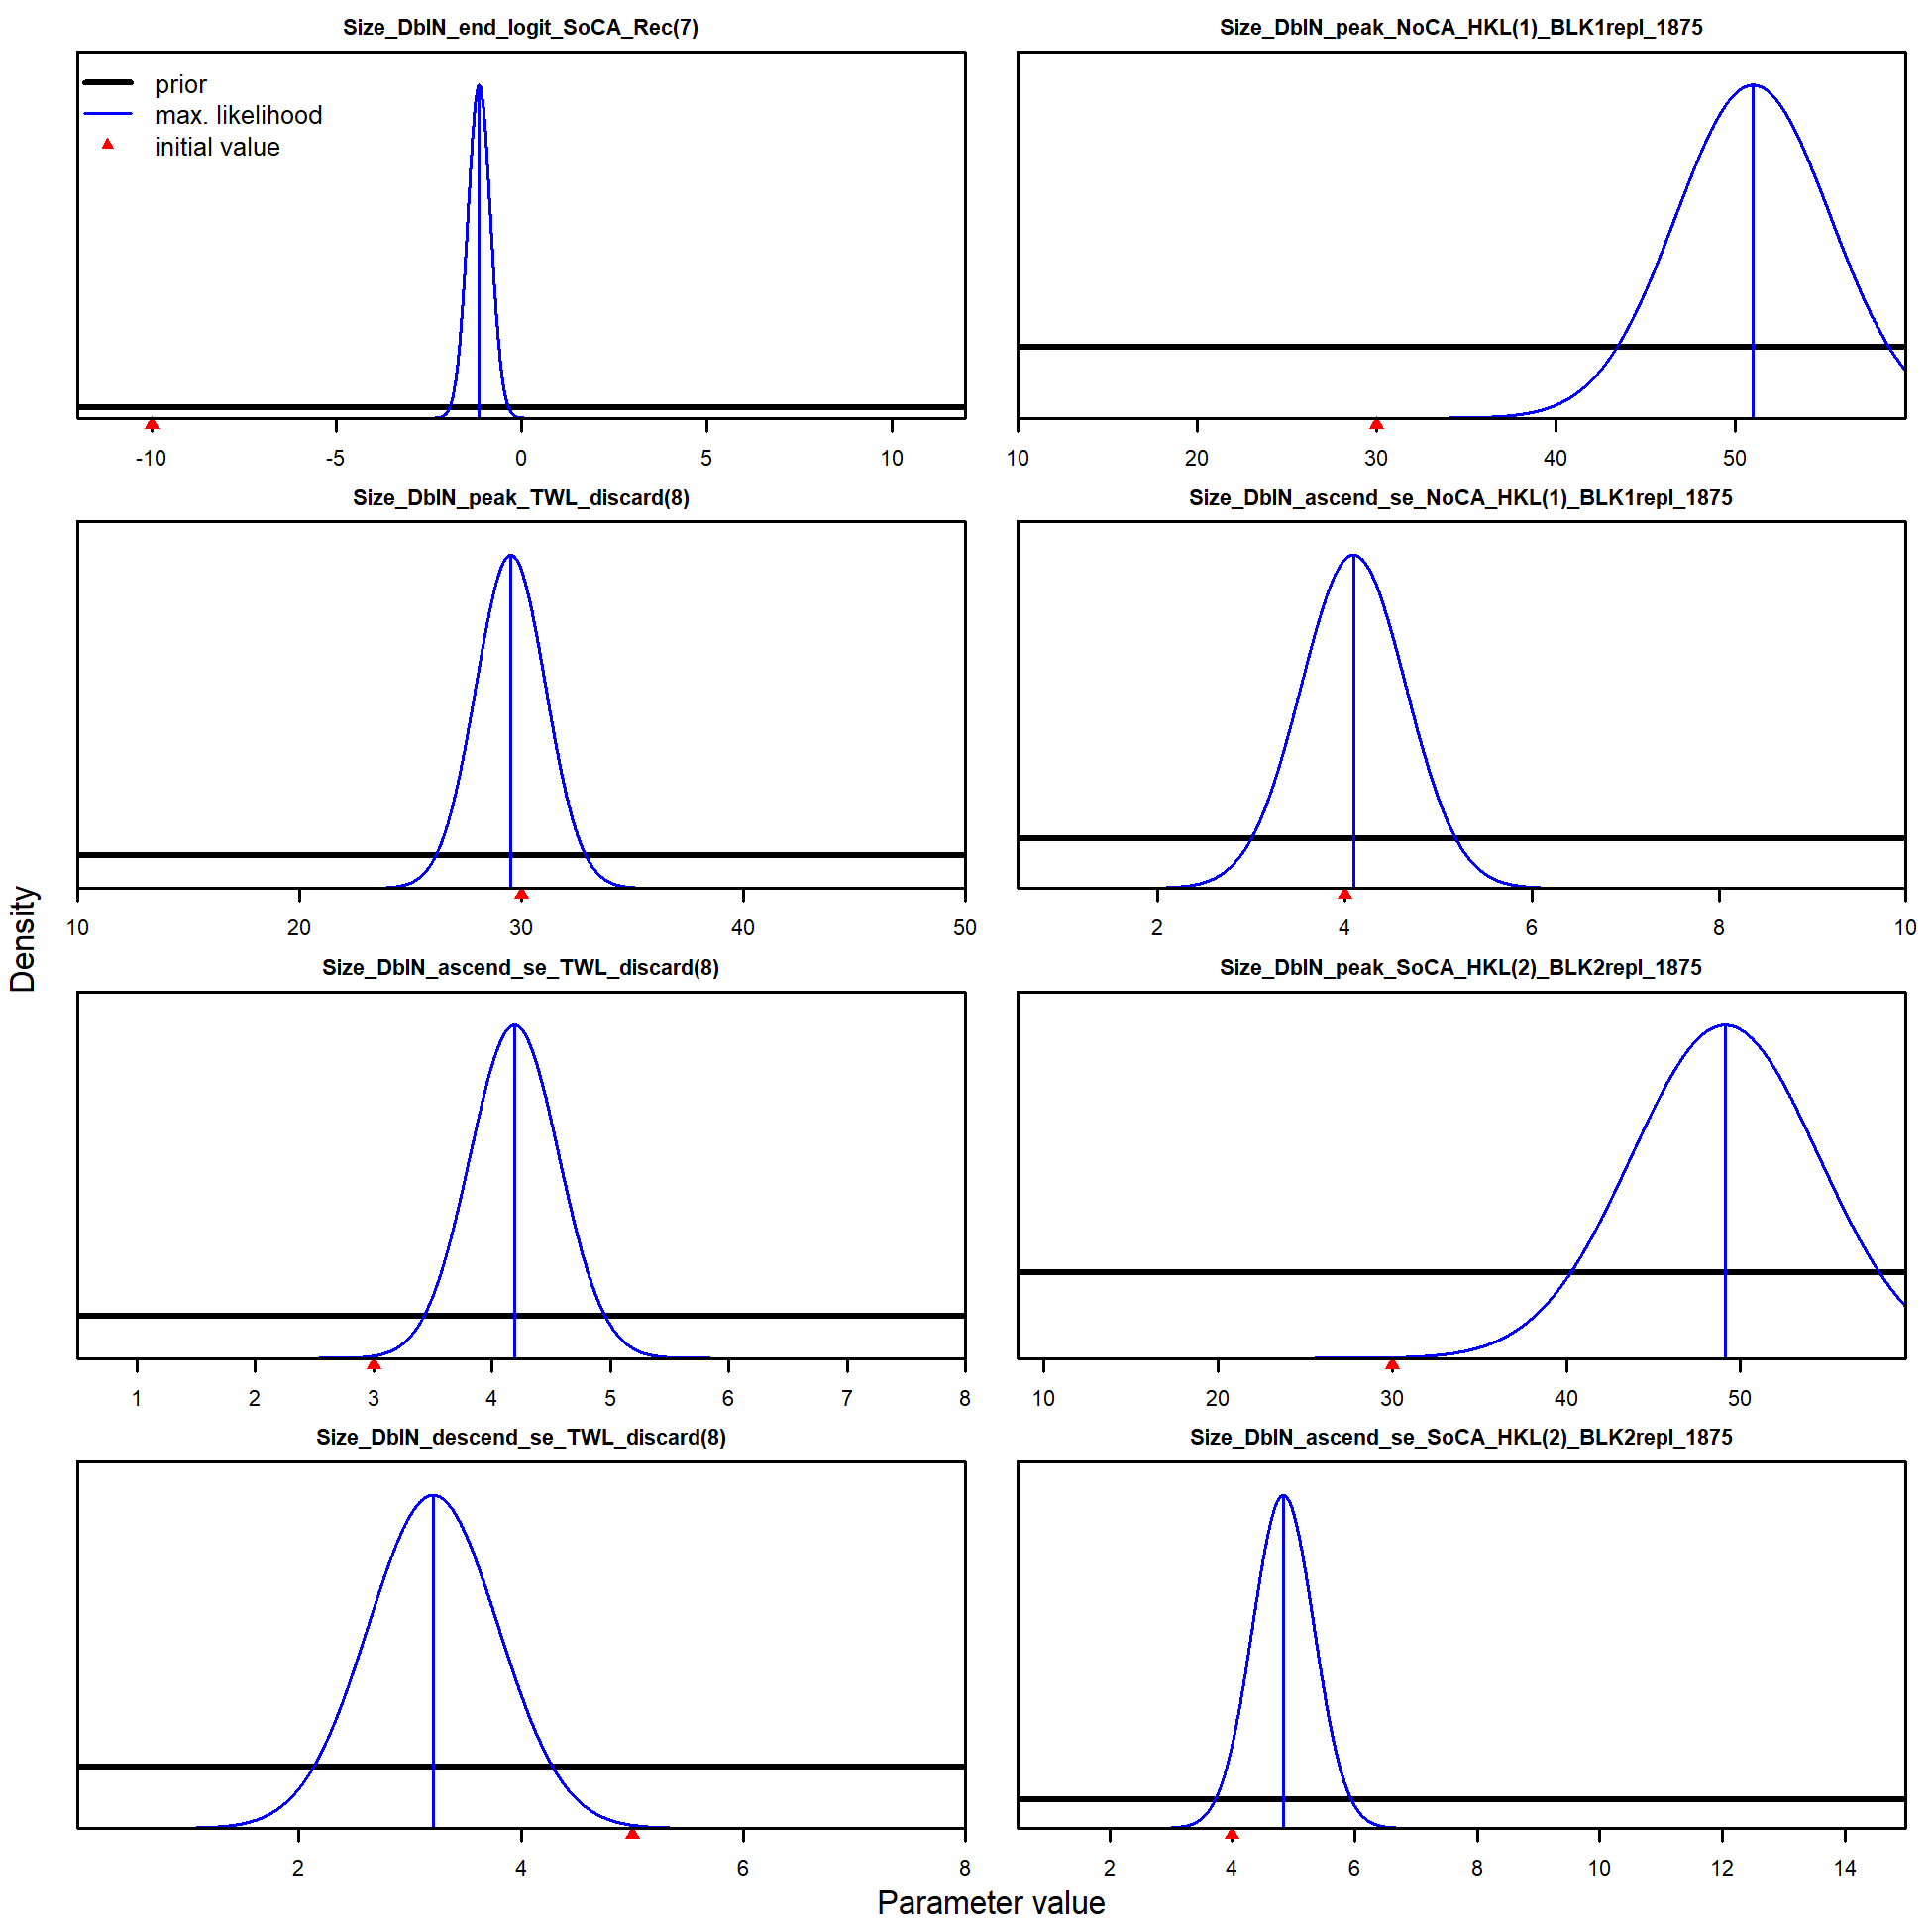 Size_DblN_end_logit_SoCA_Rec(7)
prior
max. likelihood
initial value
-10 -5 0 5 10
Size_DblN_peak_NoCA_HKL(1)_BLK1repl_1875
10 20 30 40 50
Size_DblN_peak_TWL_discard(8)
10 20 30 40 50
Size_DblN_ascend_se_NoCA_HKL(1)_BLK1repl_1875
2 4 6 8 10
Size_DblN_ascend_se_TWL_discard(8)
1 2 3 4 5 6 7 8
Size_DblN_peak_SoCA_HKL(2)_BLK2repl_1875
10 20 30 40 50
Size_DblN_descend_se_TWL_discard(8)
2 4 6 8
Size_DblN_ascend_se_SoCA_HKL(2)_BLK2repl_1875
2 4 6 8 10 12 14
Density
Parameter value